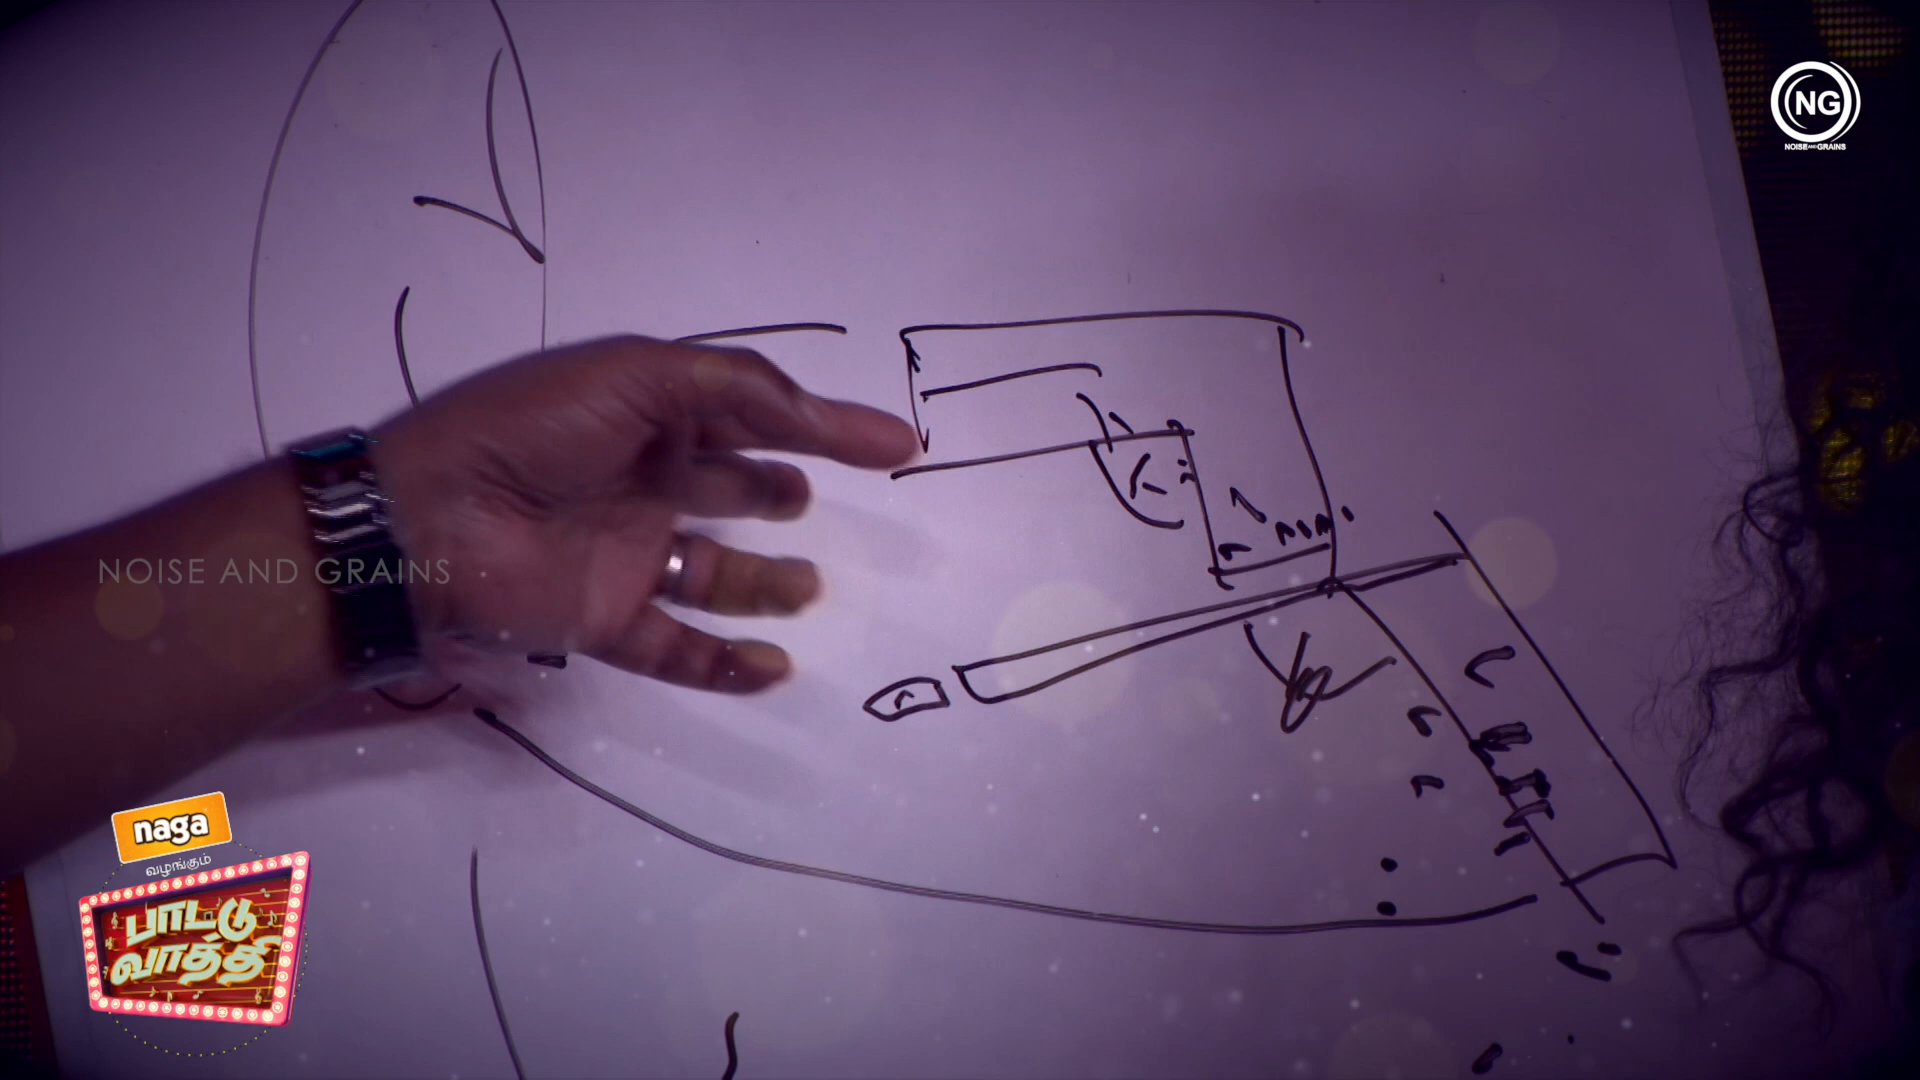 NG
NOISE AND GRAINS
NOISE AND GRAINS
naga
வழங்கும்
பாட்டு
வாத்தி